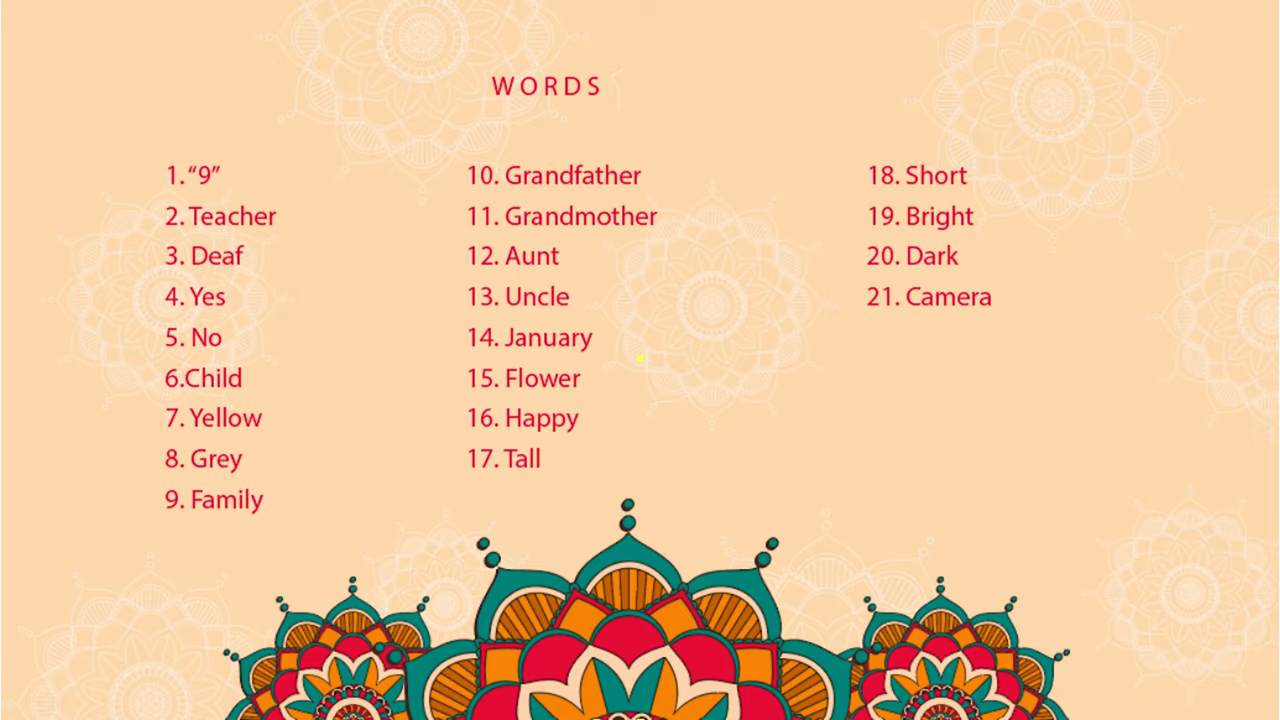 WORDS
1. “9”
2. Teacher
3. Deaf
4. Yes
5. No
6.Child
7. Yellow
8. Grey
9. Family
10. Grandfather
11. Grandmother
12. Aunt
13. Uncle
14. January
15. Flower
16. Happy
17. Tall
18. Short
19. Bright
20. Dark
21. Camera